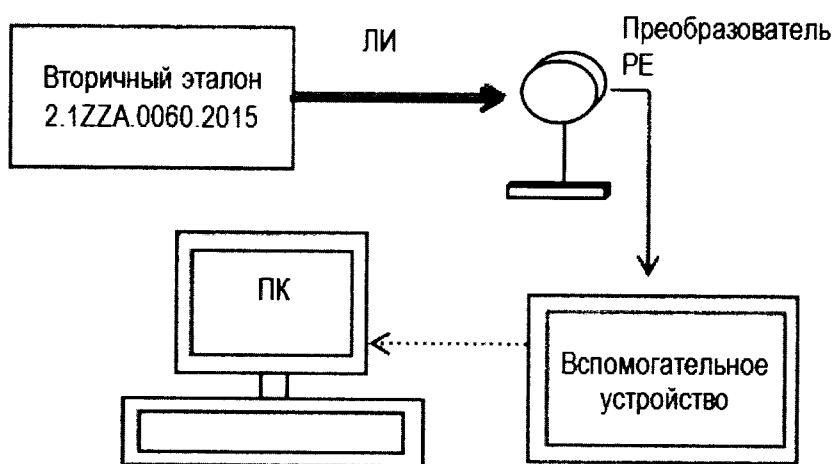 ЛИ
Преобразователь
РЕ
Вторичный эталон
2.1ZZA.0060.2015
ПК
Вспомогательное
устройство